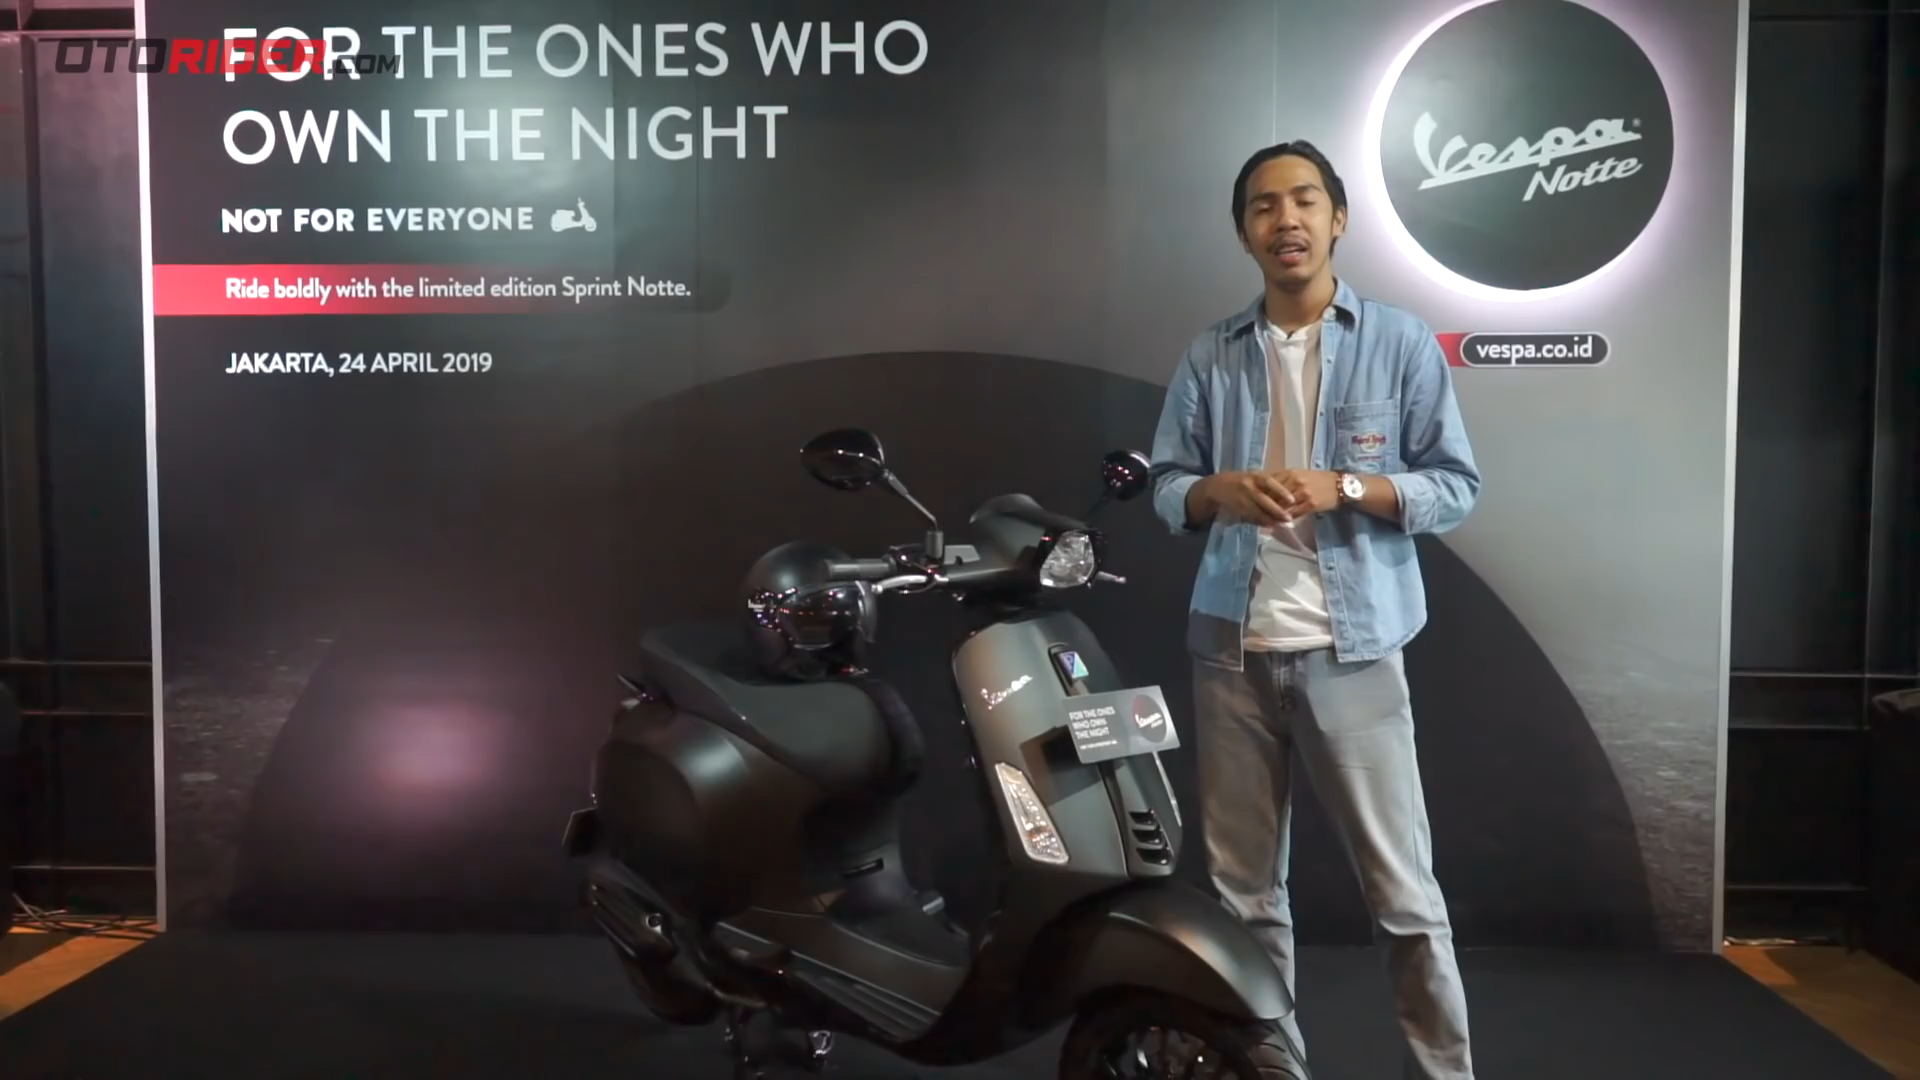 OTORIDER.COM
FOR THE ONES WHO
OWN THE NIGHT
NOT FOR EVERYONE
Ride boldly with the limited edition Sprint Notte.
JAKARTA, 24 APRIL 2019
Vespa
Notte
vespa.co.id
Vespa
FOR THE ONES
WHO OWN
THE NIGHT
Vespa